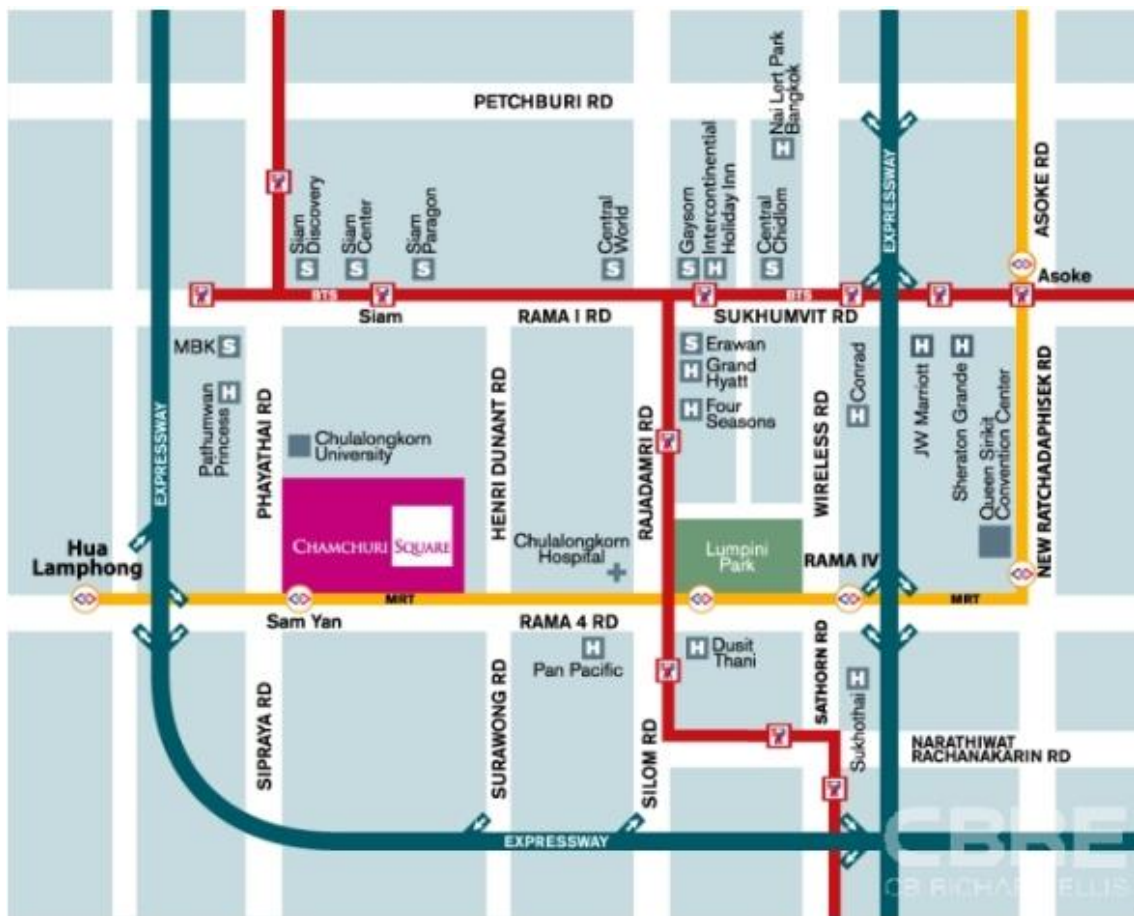 PETCHBURI RD
Nai Lert Park
Bangkok
EXPRESSWAY
ASOKE RD
Siam
Discovery
Siam
Center
Siam
Paragon
Central
World
Gaysorn
Intercontinential
Holiday Inn
Central
Chidlom
Asoke
BTS
BTS
Siam
RAMA I RD
SUKHUMVIT RD
MBK
S
S
S
S
S
H
S
H
S
S
Erawan
H
Grand
Hyatt
H
Four
Seasons
H
Pathumwan
Princess
PHAYATHAI RD
Chulalongkorn
University
HENRI DUNANT RD
RAJADAMRI RD
WIRELESS RD
Conrad
H
H
JW Marriott
H
Sheraton Grande
Queen Sirikit
Convention Center
NEW RATCHADAPHISEK RD
EXPRESSWAY
CHAMCHURI SQUARE
Chulalongkorn
Hospital
Lumpini
Park
RAMA IV
Hua
Lamphong
MRT
MRT
Sam Yan
RAMA 4 RD
H
Pan Pacific
H
Dusit
Thani
SATHORN RD
H
Sukhothai
SIPRAYA RD
SURAWONG RD
SILOM RD
NARATHIWAT
RACHANAKARIN RD
EXPRESSWAY
CBRE
CB RICHARD ELLIS